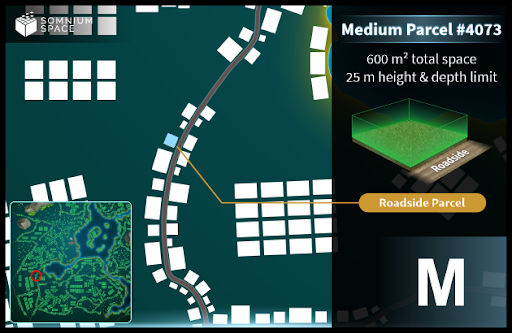 SOMNIUM
SPACE
Medium Parcel #4073
600 m² total space
25 m height & depth limit
Roadside
Roadside Parcel
M